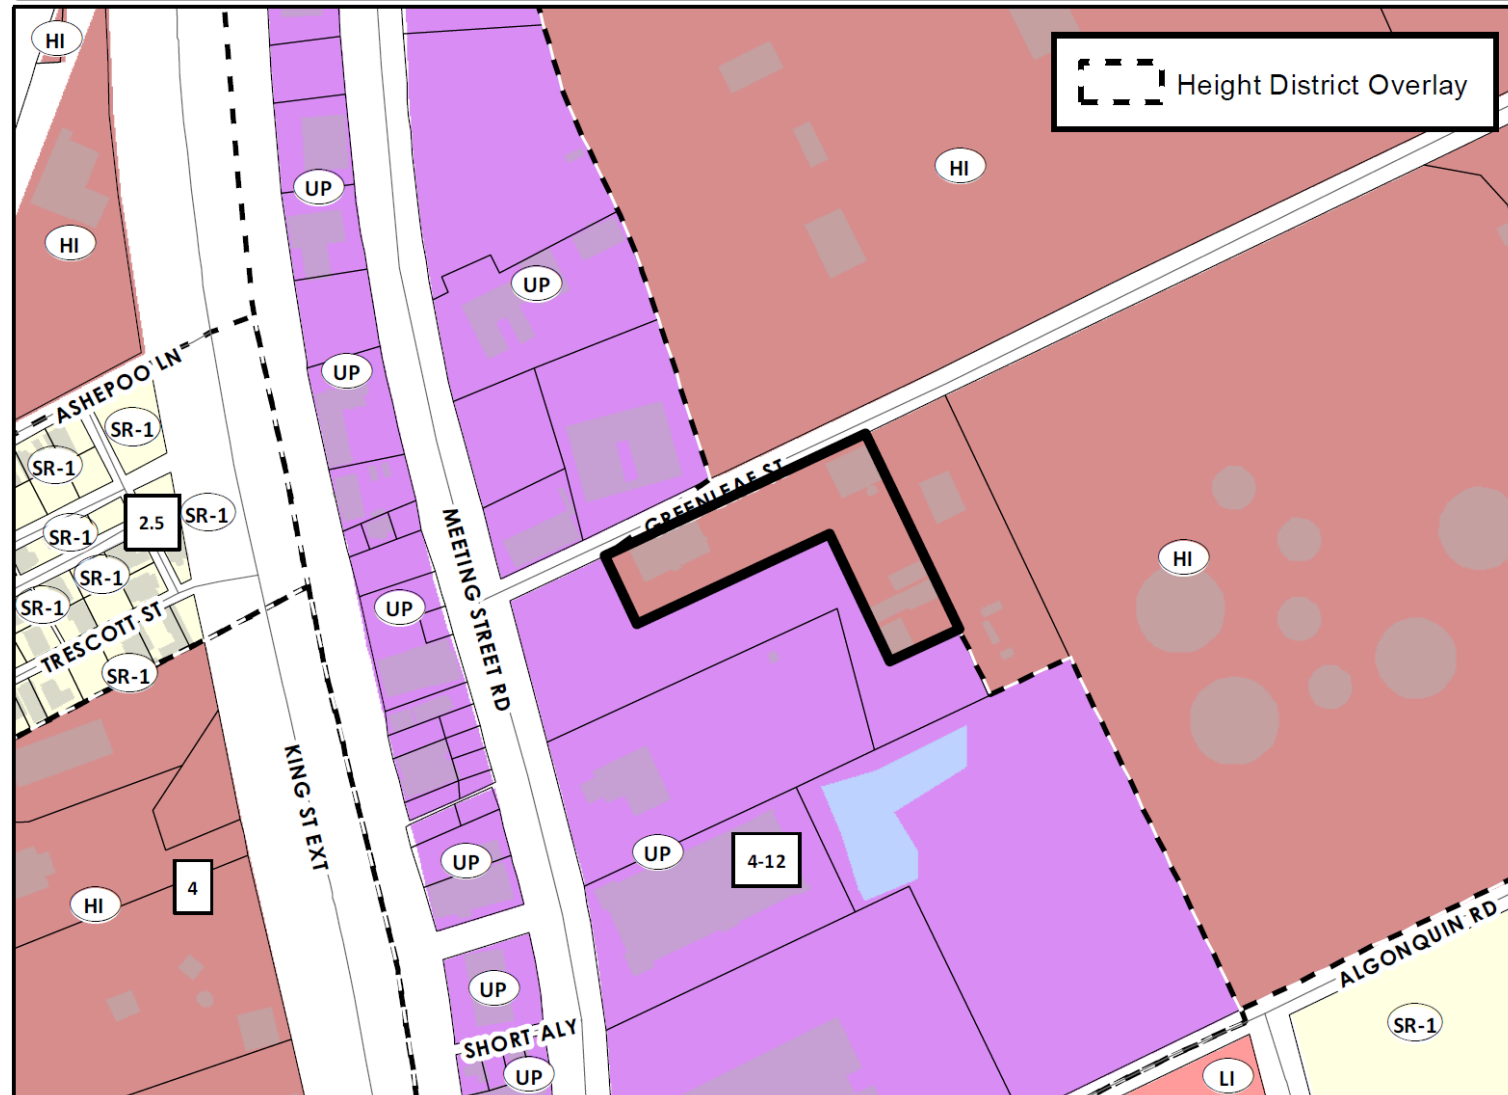 HI
Height District Overlay
HI
UP
HI
UP
UP
ASHEPOO LN
SR-1
SR-1
2.5
SR-1
SR-1
SR-1
SR-1
TRESCOTT ST
SR-1
GREENLEAF ST
MEETING STREET RD
HI
UP
KING ST EXT
UP
4-12
UP
4
HI
ALGONQUIN RD
UP
SHORT ALY
SR-1
UP
LI